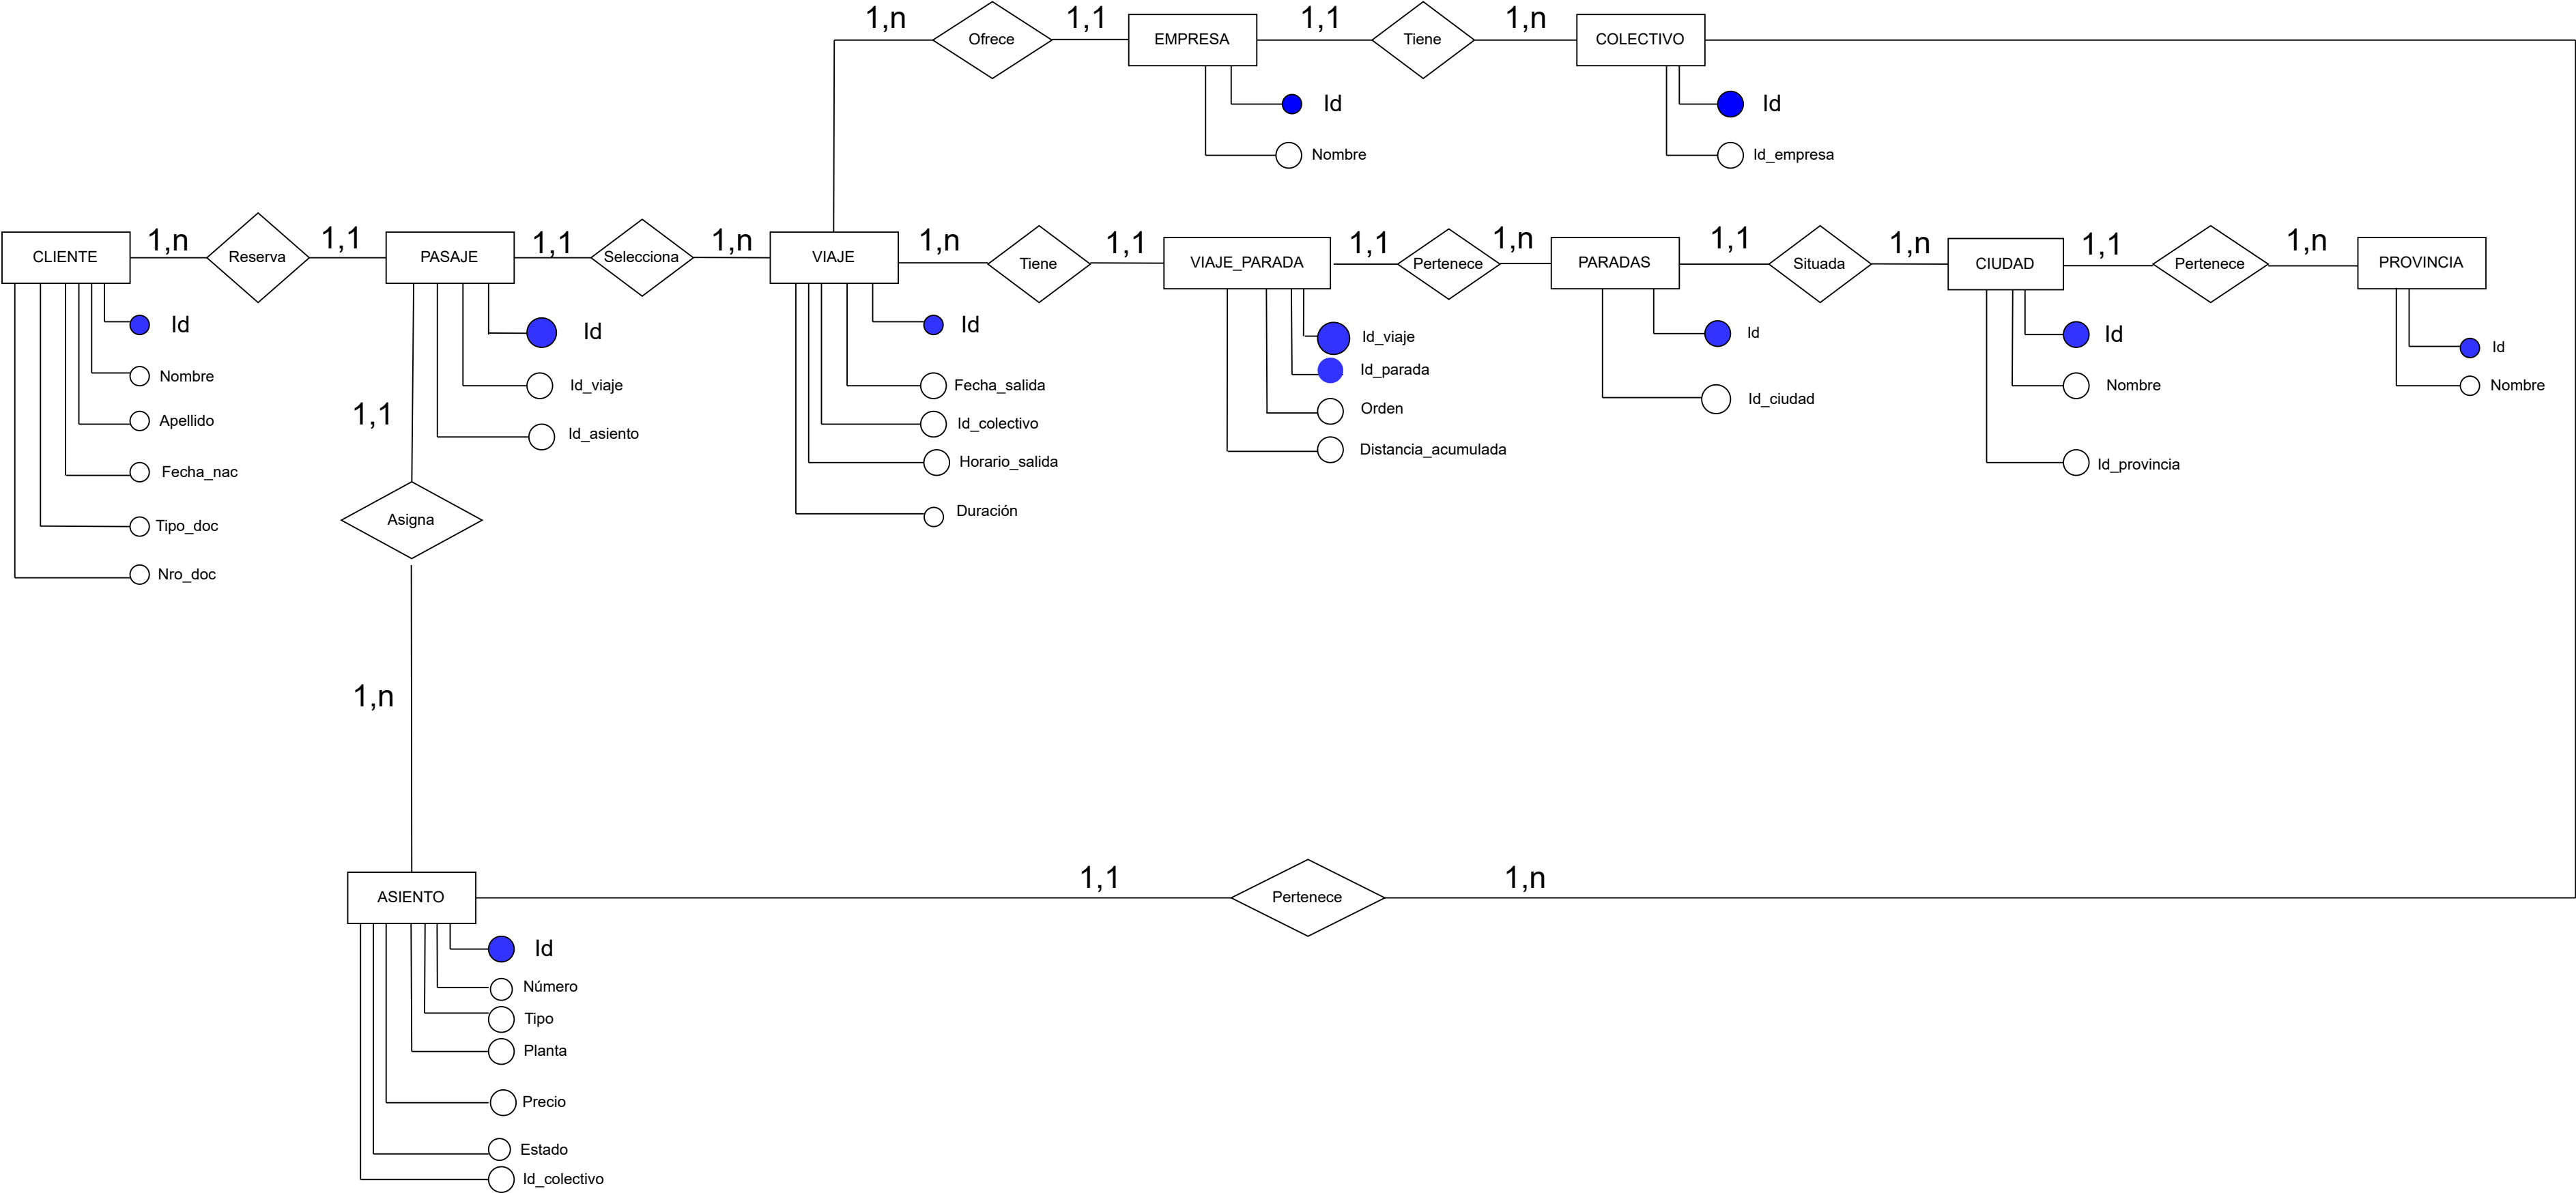 1,n
Ofrece
1,1
EMPRESA
1,1
Tiene
1,n
COLECTIVO
Id
Nombre
Id
Id_empresa
CLIENTE
1,n
Reserva
1,1
PASAJE
1,1
Selecciona
1,n
VIAJE
1,n
Tiene
1,1
VIAJE_PARADA
1,1
Pertenece
1,n
PARADAS
1,1
Situada
1,n
CIUDAD
1,1
Pertenece
1,n
PROVINCIA
Id
Nombre
Apellido
Fecha_nac
Tipo_doc
Nro_doc
Id
Id_viaje
Id_asiento
Id
Fecha_salida
Id_colectivo
Horario_salida
Duración
Id_viaje
Id_parada
Orden
Distancia_acumulada
Id
Id_ciudad
Id
Nombre
Id_provincia
Id
Nombre
1,1
Asigna
1,n
ASIENTO
1,1
Pertenece
1,n
Id
Número
Tipo
Planta
Precio
Estado
Id_colectivo